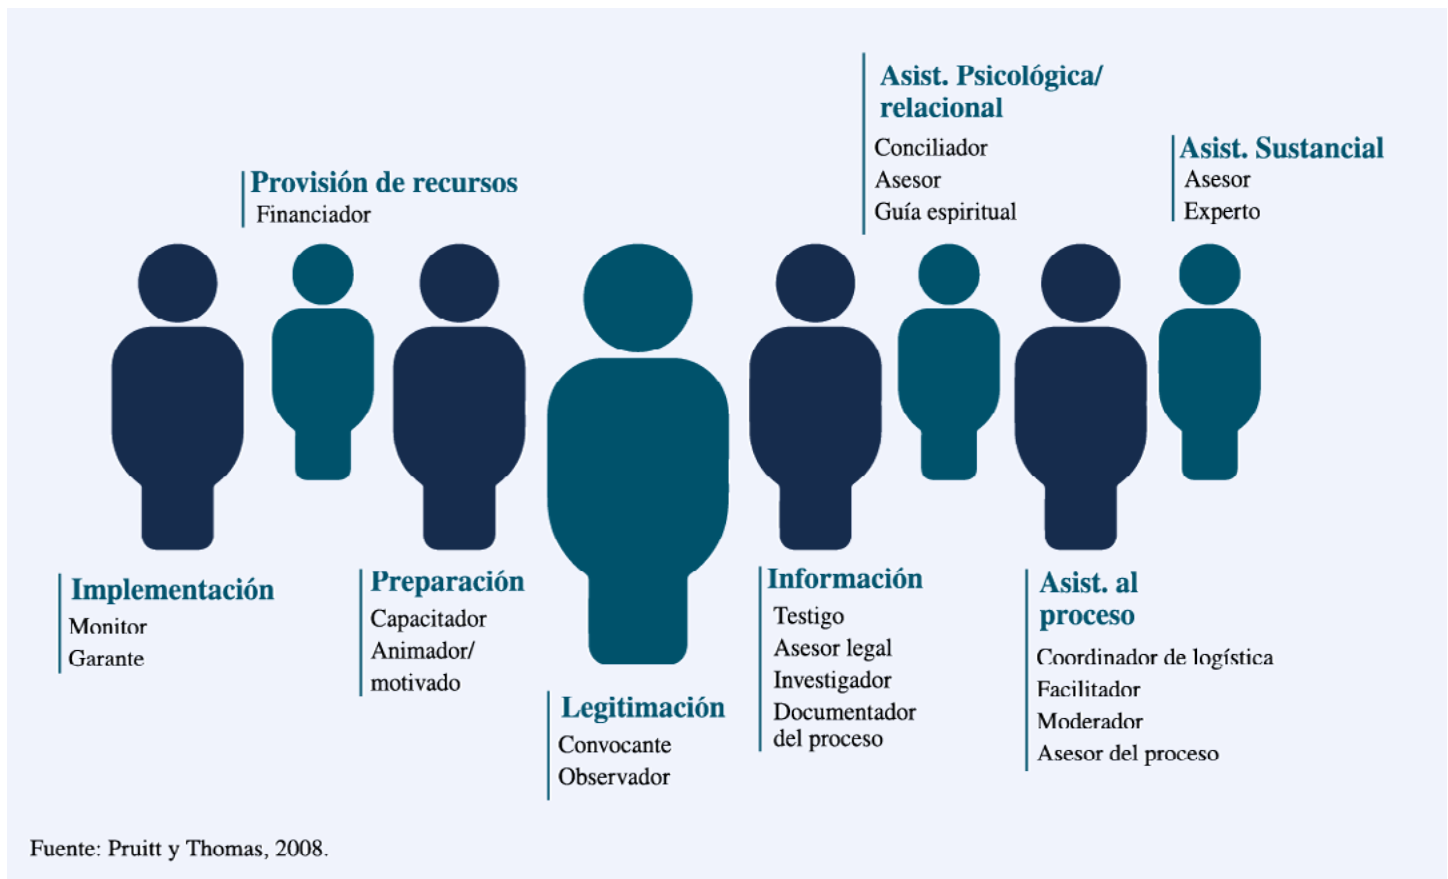 Asist. Psicológica/
relacional
Conciliador
Asesor
Guía espiritual
Asist. Sustancial
Asesor
Experto
Provisión de recursos
Financiador
Implementación
Monitor
Garante
Preparación
Capacitador
Animador/
motivado
Legitimación
Convocante
Observador
Información
Testigo
Asesor legal
Investigador
Documentador
del proceso
Asist. al
proceso
Coordinador de logística
Facilitador
Moderador
Asesor del proceso
Fuente: Pruitt y Thomas, 2008.